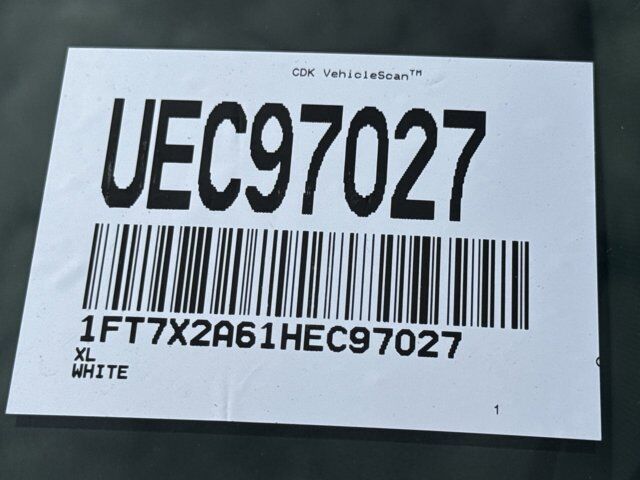 CDK VehicleScan™
UEC97027
1FT7X2A61HEC97027
XL
WHITE
1